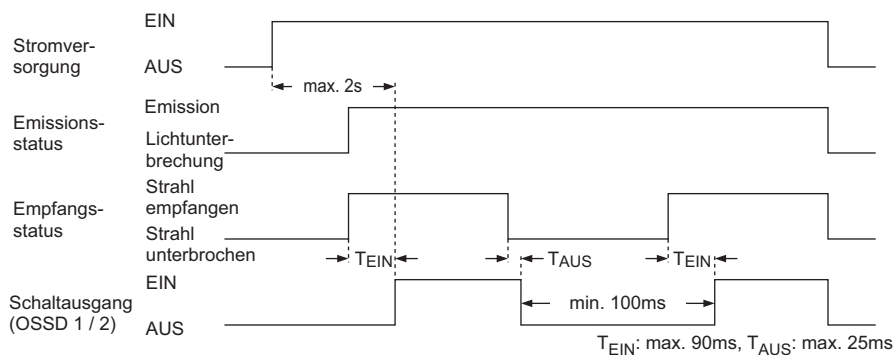 Stromver-
sorgung
EIN
AUS
max. 2s
Emissions-
status
Emission
Lichtunter-
brechung
Empfangs-
status
Strahl
empfangen
Strahl
unterbrochen
TEIN
TAUS
TEIN
Schaltausgang
(OSSD 1 / 2)
EIN
AUS
min. 100ms
TEIN: max. 90ms, TAUS: max. 25ms